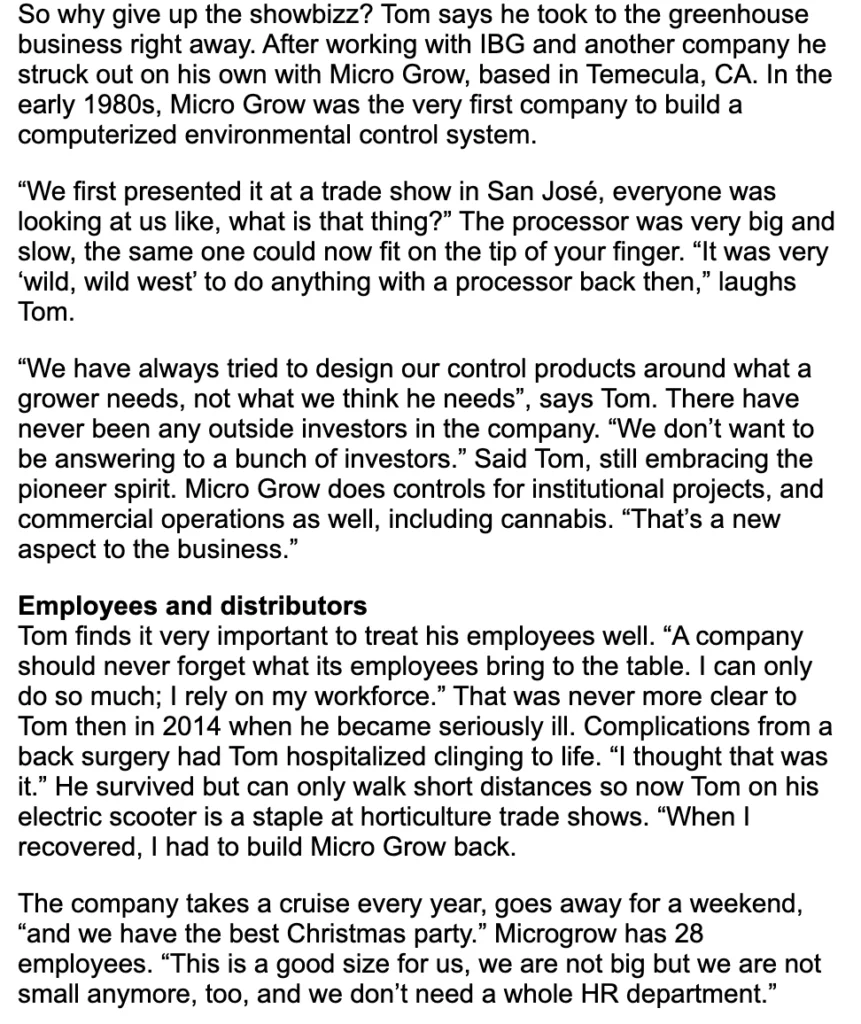 So why give up the showbizz? Tom says he took to the greenhouse
business right away. After working with IBG and another company he
struck out on his own with Micro Grow, based in Temecula, CA. In the
early 1980s, Micro Grow was the very first company to build a
computerized environmental control system.
“We first presented it at a trade show in San José, everyone was
looking at us like, what is that thing?” The processor was very big and
slow, the same one could now fit on the tip of your finger. “It was very
‘wild, wild west’ to do anything with a processor back then,” laughs
Tom.
“We have always tried to design our control products around what a
grower needs, not what we think he needs”, says Tom. There have
never been any outside investors in the company. “We don’t want to
be answering to a bunch of investors.” Said Tom, still embracing the
pioneer spirit. Micro Grow does controls for institutional projects, and
commercial operations as well, including cannabis. “That’s a new
aspect to the business.”
Employees and distributors
Tom finds it very important to treat his employees well. “A company
should never forget what its employees bring to the table. I can only
do so much; I rely on my workforce.” That was never more clear to
Tom then in 2014 when he became seriously ill. Complications from a
back surgery had Tom hospitalized clinging to life. “I thought that was
it.” He survived but can only walk short distances so now Tom on his
electric scooter is a staple at horticulture trade shows. “When I
recovered, I had to build Micro Grow back.
The company takes a cruise every year, goes away for a weekend,
“and we have the best Christmas party.” Microgrow has 28
employees. “This is a good size for us, we are not big but we are not
small anymore, too, and we don’t need a whole HR department.”